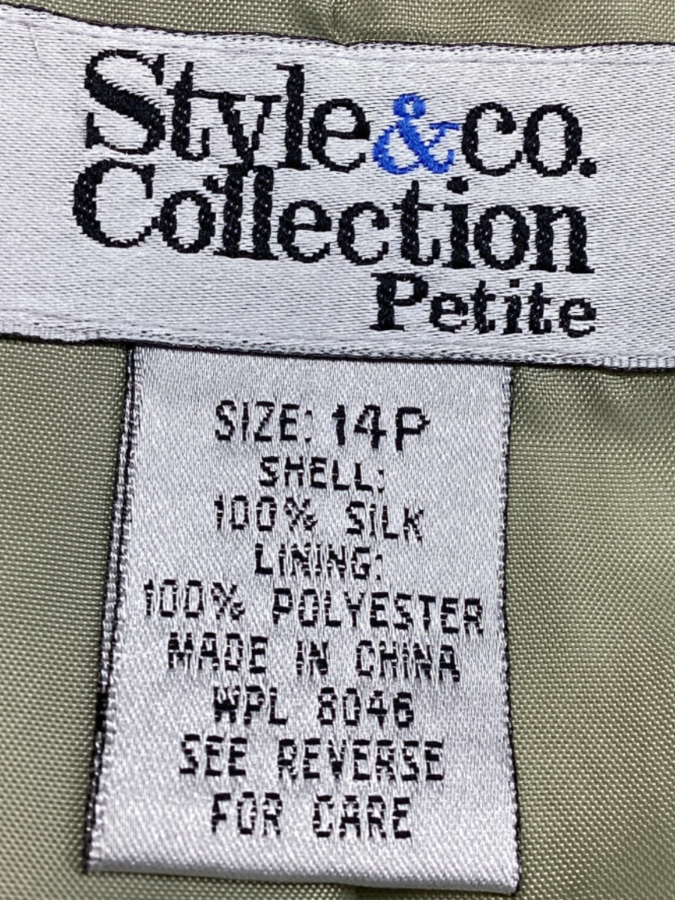 Style&co.
Collection
Petite
SIZE: 14P
SHELL:
100% SILK
LINING:
100% POLYESTER
MADE IN CHINA
WPL 8046
SEE REVERSE
FOR CARE